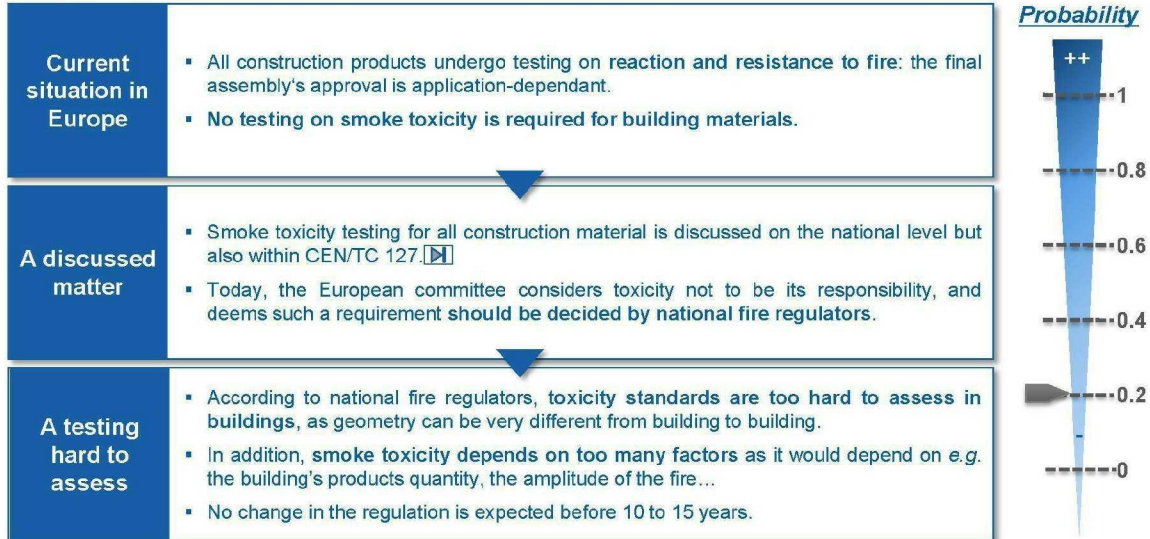 Current
situation in
Europe
▪ All construction products undergo testing on reaction and resistance to fire: the final
assembly's approval is application-dependant.
▪ No testing on smoke toxicity is required for building materials.
A discussed
matter
▪ Smoke toxicity testing for all construction material is discussed on the national level but
also within CEN/TC 127.
▪ Today, the European committee considers toxicity not to be its responsibility, and
deems such a requirement should be decided by national fire regulators.
A testing
hard to
assess
▪ According to national fire regulators, toxicity standards are too hard to assess in
buildings, as geometry can be very different from building to building.
▪ In addition, smoke toxicity depends on too many factors as it would depend on e.g.
the building's products quantity, the amplitude of the fire…
▪ No change in the regulation is expected before 10 to 15 years.
Probability
++
1
0.8
0.6
0.4
0.2
-
0